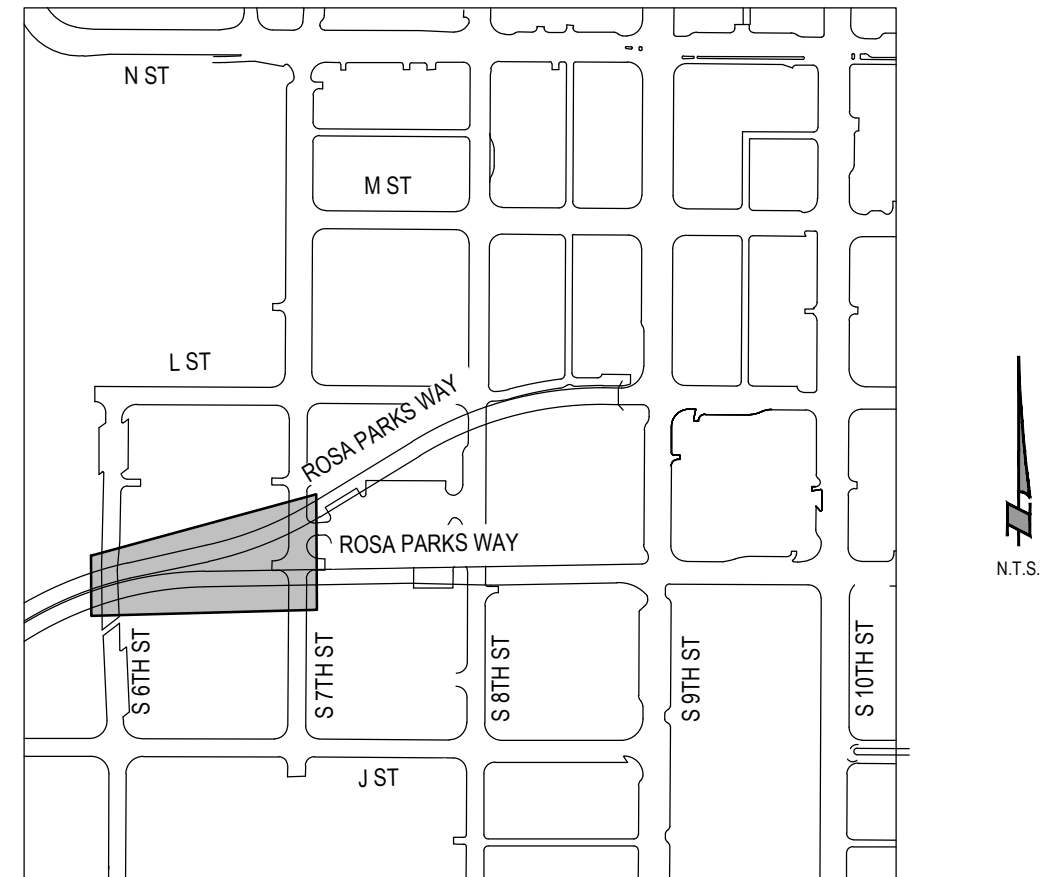 N ST
M ST
L ST
ROSA PARKS WAY
ROSA PARKS WAY
N.T.S.
S 6TH ST
S 7TH ST
S 8TH ST
S 9TH ST
S 10TH ST
J ST